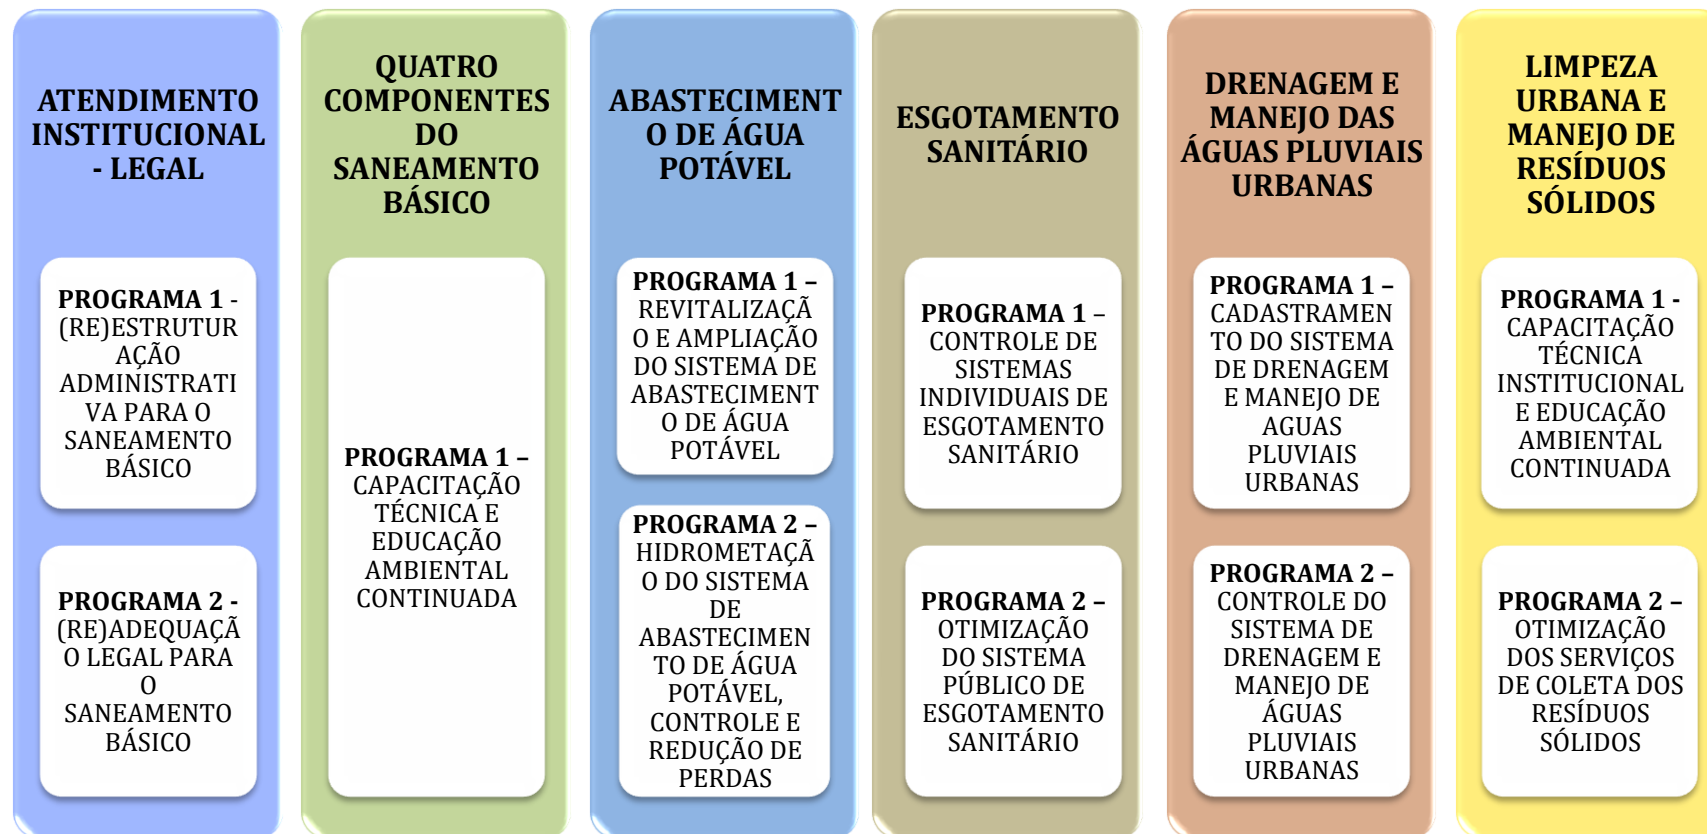 ATENDIMENTO
INSTITUCIONAL
- LEGAL
PROGRAMA 1 -
(RE)ESTRUTUR
AÇÃO
ADMINISTRATI
VA PARA O
SANEAMENTO
BÁSICO
PROGRAMA 2 -
(RE)ADEQUAÇÃ
O LEGAL PARA
O
SANEAMENTO
BÁSICO
QUATRO
COMPONENTES
DO
SANEAMENTO
BÁSICO
PROGRAMA 1 –
CAPACITAÇÃO
TÉCNICA E
EDUCAÇÃO
AMBIENTAL
CONTINUADA
ABASTECIMENT
O DE ÁGUA
POTÁVEL
PROGRAMA 1 –
REVITALIZAÇÃ
O E AMPLIAÇÃO
DO SISTEMA DE
ABASTECIMENT
O DE ÁGUA
POTÁVEL
PROGRAMA 2 –
HIDROMETAÇÃ
O DO SISTEMA
DE
ABASTECIMEN
TO DE ÁGUA
POTÁVEL,
CONTROLE E
REDUÇÃO DE
PERDAS
ESGOTAMENTO
SANITÁRIO
PROGRAMA 1 –
CONTROLE DE
SISTEMAS
INDIVIDUAIS DE
ESGOTAMENTO
SANITÁRIO
PROGRAMA 2 –
OTIMIZAÇÃO
DO SISTEMA
PÚBLICO DE
ESGOTAMENTO
SANITÁRIO
DRENAGEM E
MANEJO DAS
ÁGUAS PLUVIAIS
URBANAS
PROGRAMA 1 –
CADASTRAMEN
TO DO SISTEMA
DE DRENAGEM
E MANEJO DE
AGUAS
PLUVIAIS
URBANAS
PROGRAMA 2 –
CONTROLE DO
SISTEMA DE
DRENAGEM E
MANEJO DE
ÁGUAS
PLUVIAIS
URBANAS
LIMPEZA
URBANA E
MANEJO DE
RESÍDUOS
SÓLIDOS
PROGRAMA 1 -
CAPACITAÇÃO
TÉCNICA
INSTITUCIONAL
E EDUCAÇÃO
AMBIENTAL
CONTINUADA
PROGRAMA 2 –
OTIMIZAÇÃO
DOS SERVIÇOS
DE COLETA DOS
RESÍDUOS
SÓLIDOS